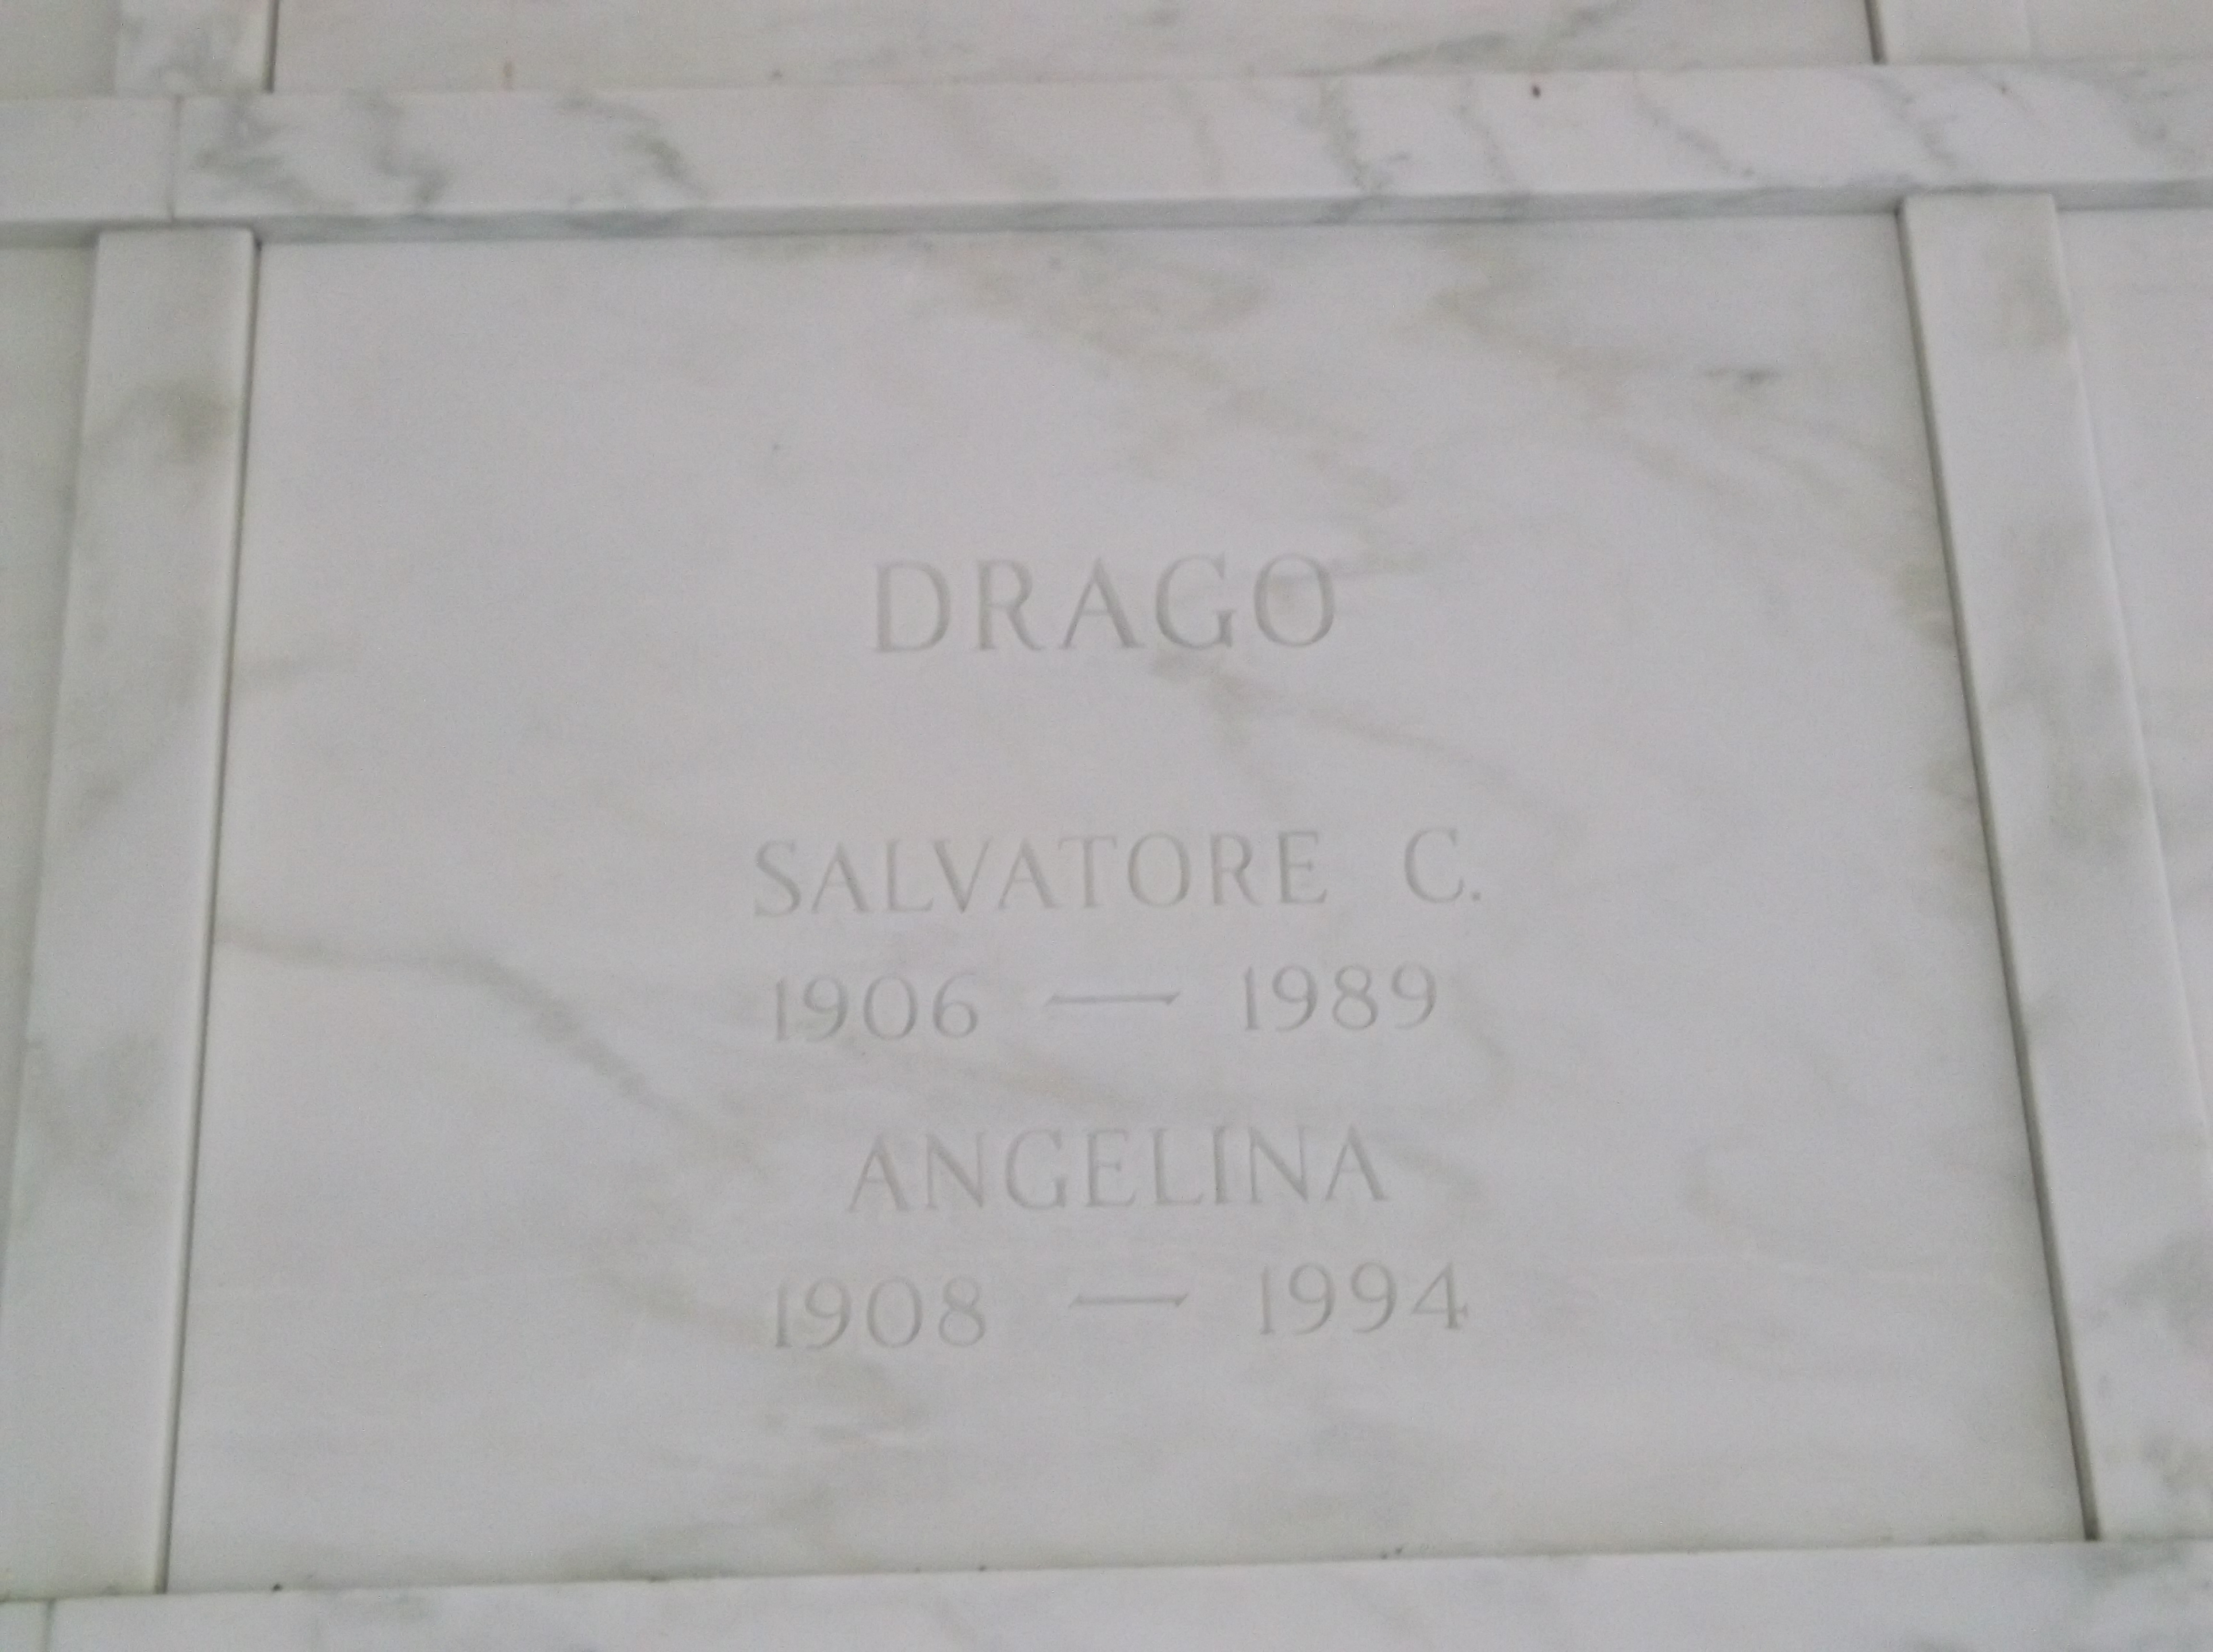 DRAGO
SALVATORE C.
1906 — 1989
ANGELINA
1908 — 1994